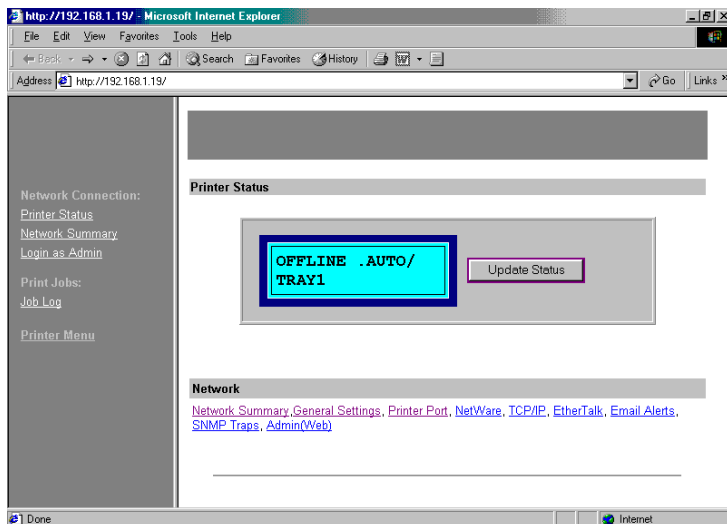 http://192.168.1.19/ - Microsoft Internet Explorer
File Edit View Favorites Tools Help
Back Search Favorites History
Address http://192.168.1.19/ Go Links »
Network Connection:
Printer Status
Network Summary
Login as Admin
Print Jobs:
Job Log
Printer Menu
Printer Status
OFFLINE .AUTO/
TRAY1
Update Status
Network
Network Summary,General Settings, Printer Port, NetWare, TCP/IP, EtherTalk, Email Alerts,
SNMP Traps, Admin(Web)
Done Internet